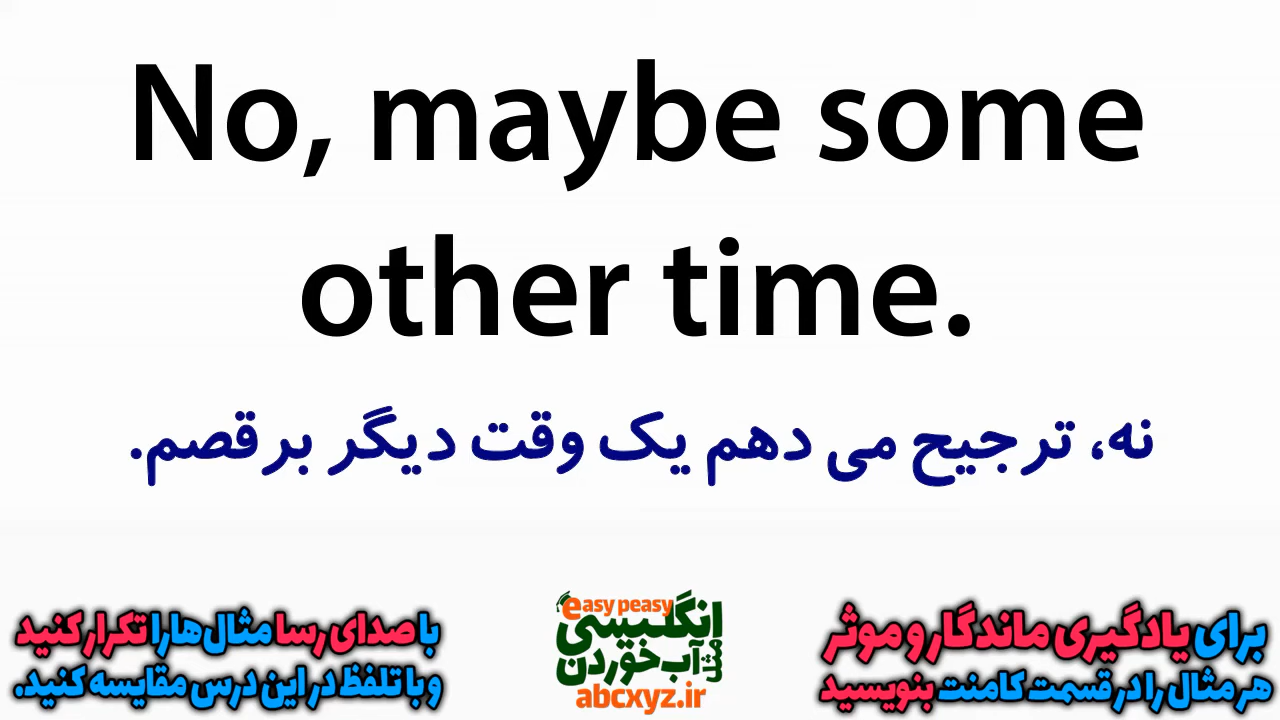 No, maybe some
other time.
نه، ترجیح می دهم یک وقت دیگر برقصم.
برای یادگیری ماندگار و موثر
هر مثال را در قسمت کامنت بنویسید
easy peasy
انگلیسی
مثل آب خوردن
abcxyz.ir
با صدای رسا مثال‌ها را تکرار کنید
و با تلفظ در این درس مقایسه کنید.